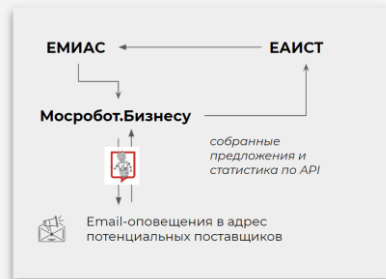 ЕМИАС
ЕАИСТ
Мосробот.Бизнесу
собранные
предложения и
статистика по API
Email-оповещения в адрес
потенциальных поставщиков